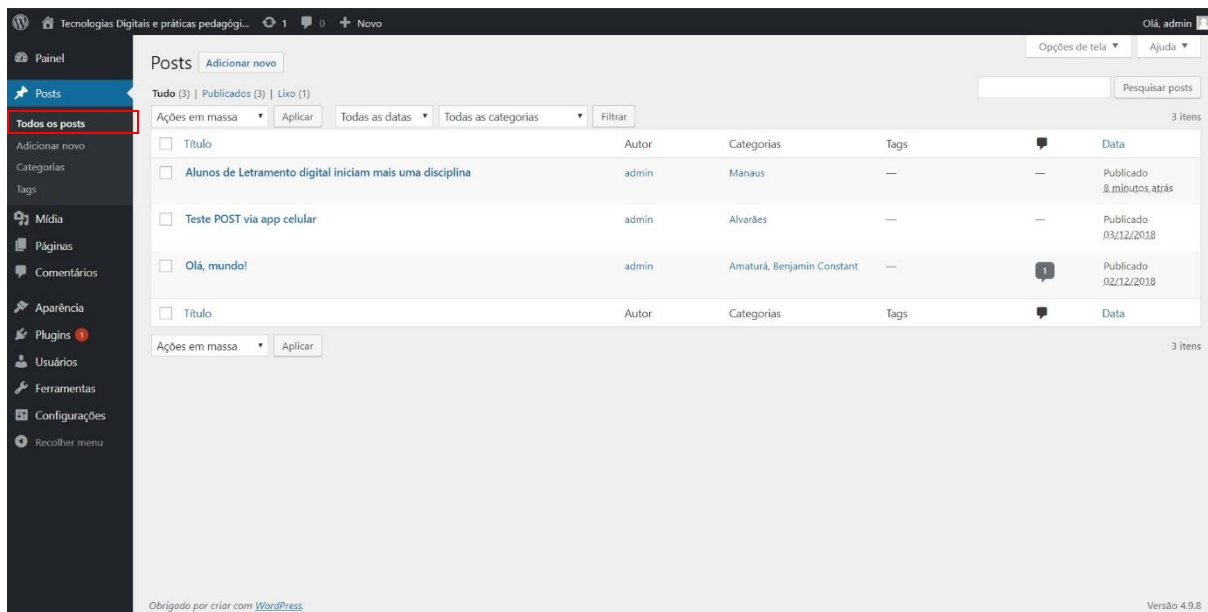 Tecnologias Digitais e práticas pedagógi... 1 0 Novo Olá, admin
Opções de tela ▼ Ajuda ▼
Painel
Posts
Todos os posts
Adicionar novo
Categorias
Tags
Mídia
Páginas
Comentários
Aparência
Plugins 1
Usuários
Ferramentas
Configurações
Recolher menu
Posts Adicionar novo
Tudo (3) | Publicados (3) | Lixo (1)
Pesquisar posts
Ações em massa ▼ Aplicar Todas as datas ▼ Todas as categorias ▼ Filtrar 3 itens
Título Autor Categorias Tags Data
Alunos de Letramento digital iniciam mais uma disciplina admin Manaus — — Publicado
8 minutos atrás
Teste POST via app celular admin Alvarães — — Publicado
03/12/2018
Olá, mundo! admin Amaturá, Benjamin Constant — 1 Publicado
02/12/2018
Título Autor Categorias Tags Data
Ações em massa ▼ Aplicar 3 itens
Obrigado por criar com WordPress. Versão 4.9.8